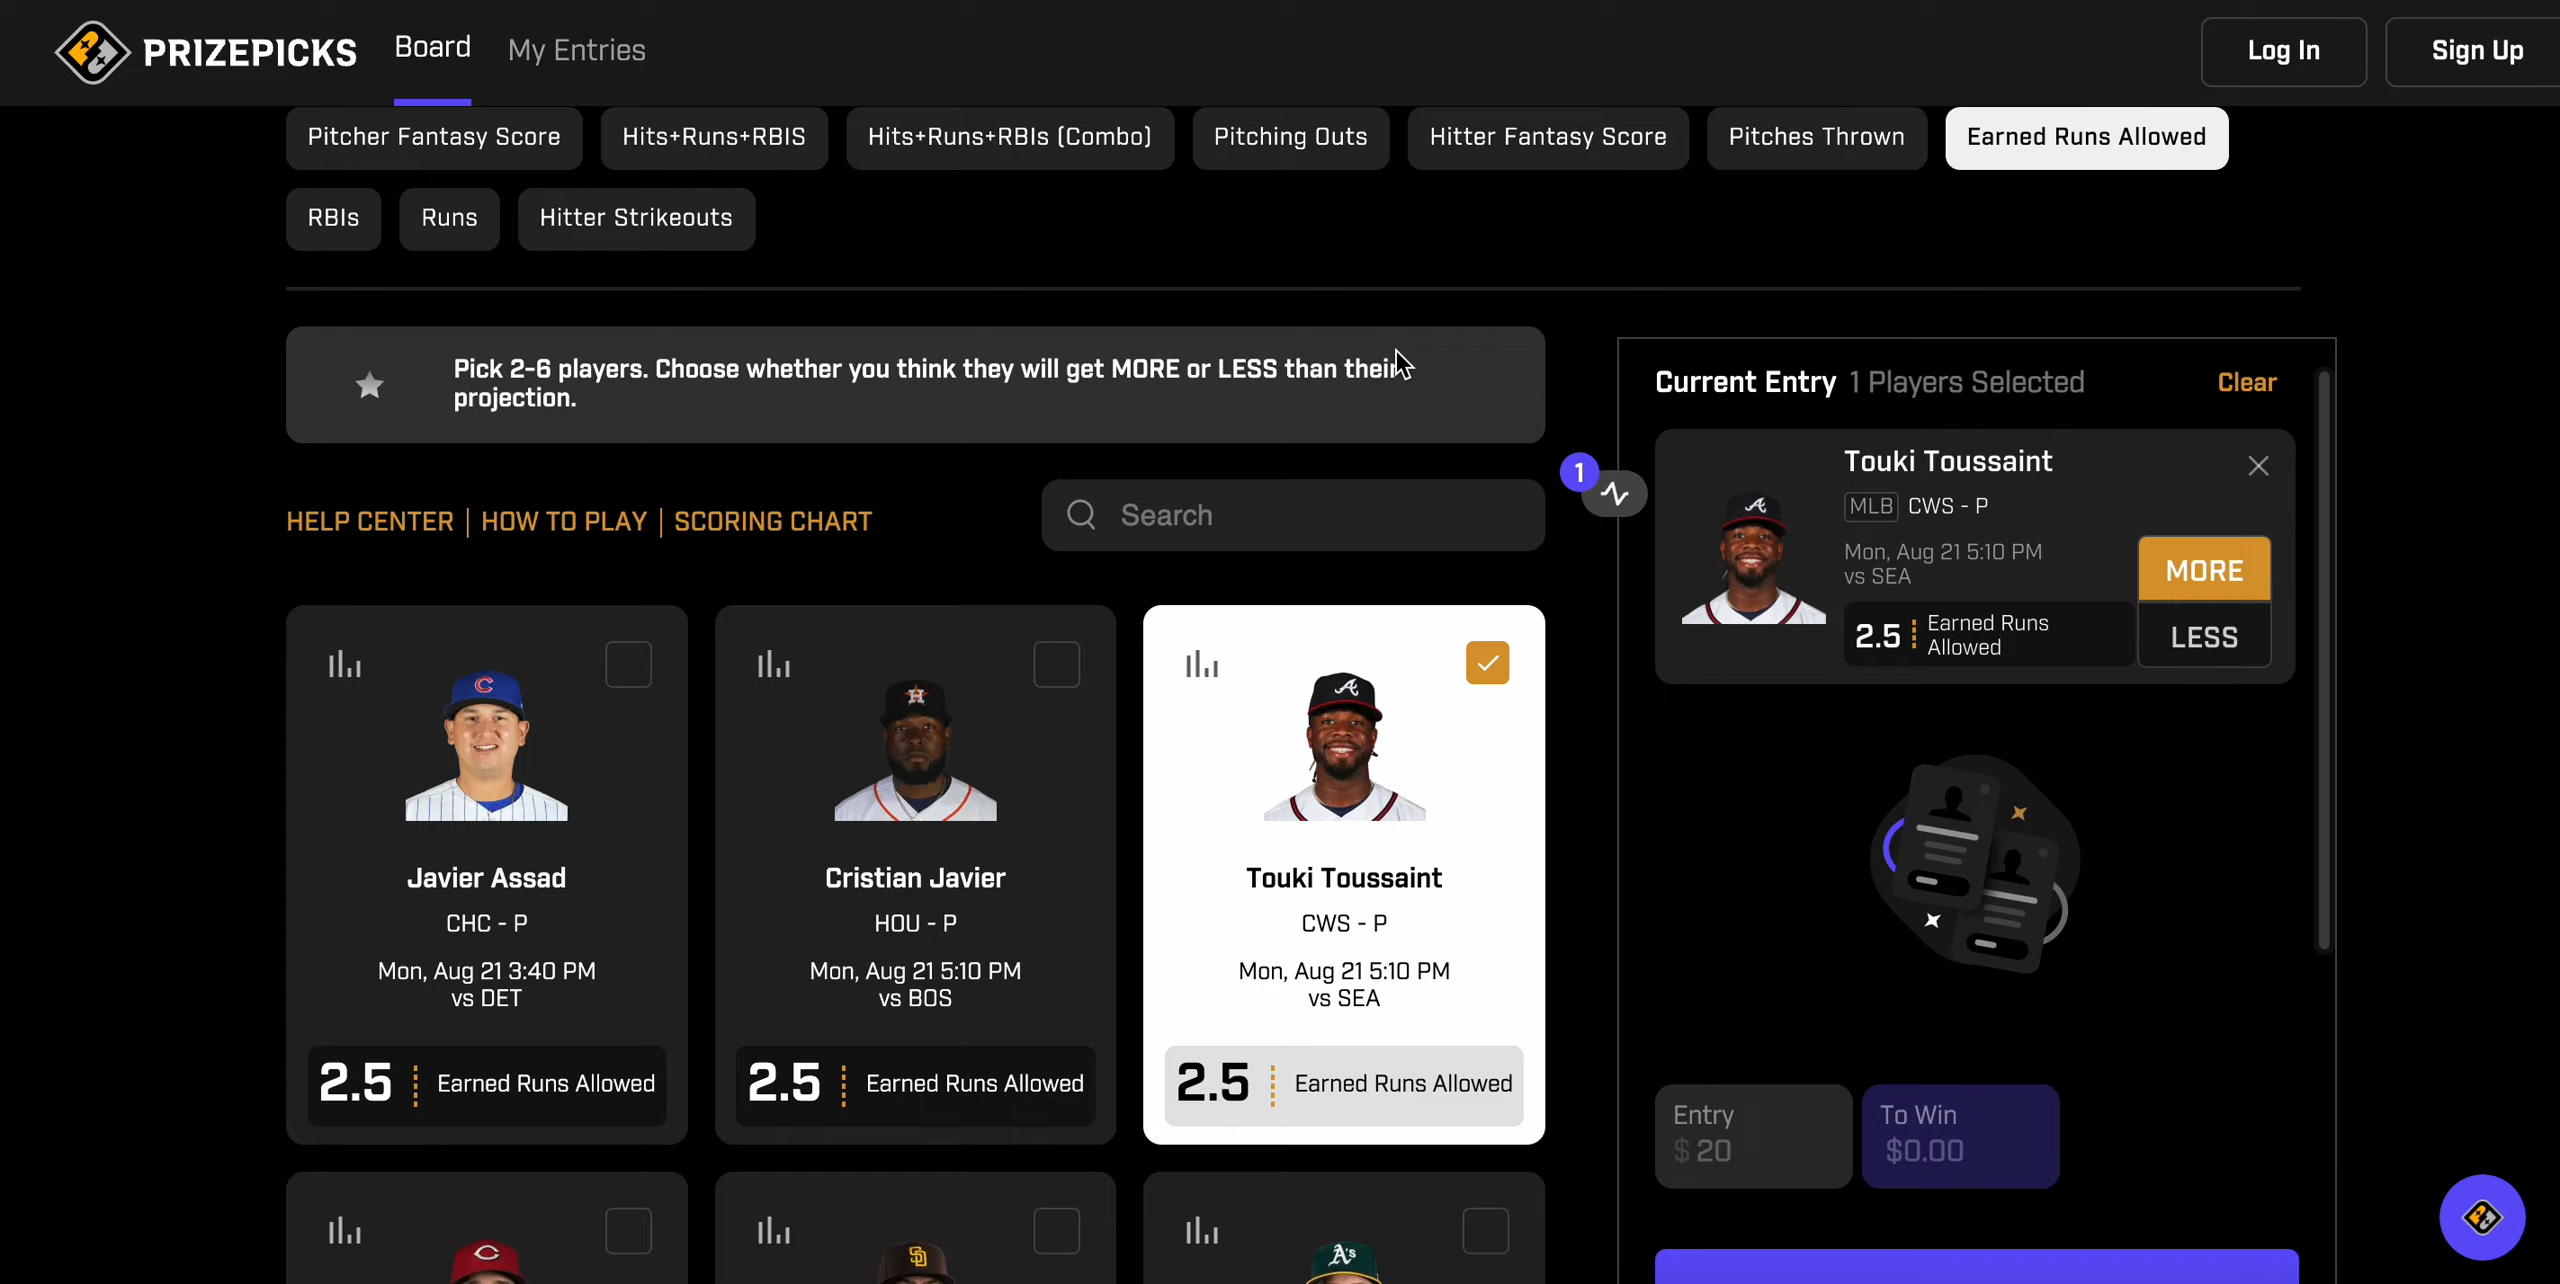 PRIZEPICKS
Board
My Entries
Log In
Sign Up
Pitcher Fantasy Score
Hits+Runs+RBIS
Hits+Runs+RBIs (Combo)
Pitching Outs
Hitter Fantasy Score
Pitches Thrown
Earned Runs Allowed
RBIs
Runs
Hitter Strikeouts
Pick 2-6 players. Choose whether you think they will get MORE or LESS than their
projection.
HELP CENTER | HOW TO PLAY | SCORING CHART
Search
Javier Assad
CHC - P
Mon, Aug 21 3:40 PM
vs DET
2.5 Earned Runs Allowed
Cristian Javier
HOU - P
Mon, Aug 21 5:10 PM
vs BOS
2.5 Earned Runs Allowed
Touki Toussaint
CWS - P
Mon, Aug 21 5:10 PM
vs SEA
2.5 Earned Runs Allowed
1
Current Entry 1 Players Selected
Clear
Touki Toussaint
MLB CWS - P
Mon, Aug 21 5:10 PM
vs SEA
2.5 Earned Runs
Allowed
MORE
LESS
Entry
$ 20
To Win
$0.00